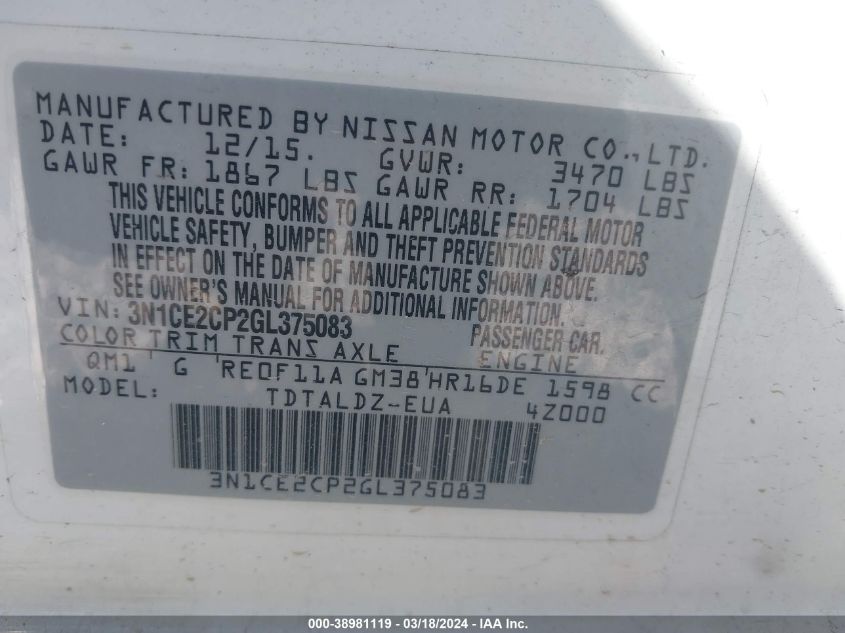 MANUFACTURED BY NISSAN MOTOR CO., LTD.
DATE: 12/15. GVWR: 3470 LBS
GAWR FR: 1867 LBS GAWR RR: 1704 LBS
THIS VEHICLE CONFORMS TO ALL APPLICABLE FEDERAL MOTOR
VEHICLE SAFETY, BUMPER AND THEFT PREVENTION STANDARDS
IN EFFECT ON THE DATE OF MANUFACTURE SHOWN ABOVE.
SEE OWNER'S MANUAL FOR ADDITIONAL INFORMATION.
VIN: 3N1CE2CP2GL375083 PASSENGER CAR.
COLOR TRIM TRANS AXLE ENGINE
QM1 ' G 'RE0F11A GM38'HR16DE 1598 CC
MODEL: TDTALDZ-EUA 4Z000
3N1CE2CP2GL375083
000-38981119 - 03/18/2024 - IAA Inc.